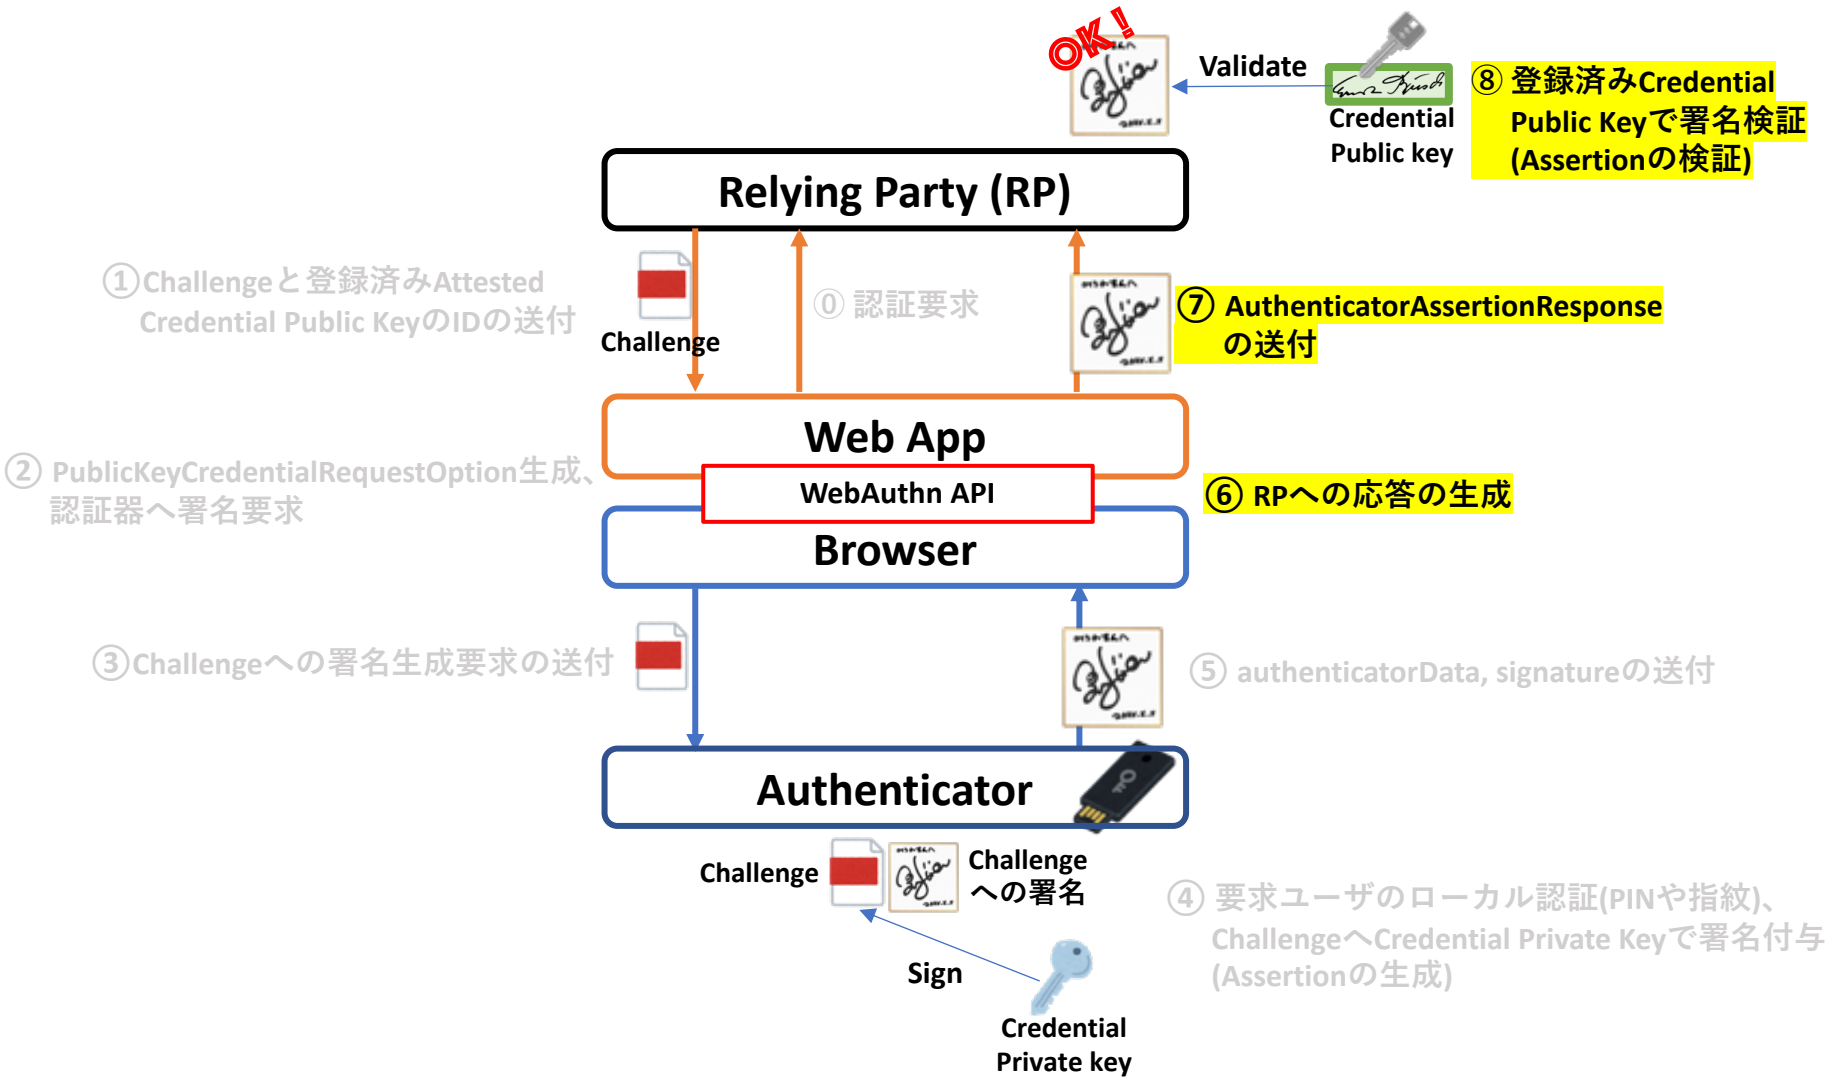 OK!
Validate
Credential
Public key
⑧ 登録済みCredential
Public Keyで署名検証
(Assertionの検証)
Relying Party (RP)
①Challengeと登録済みAttested
Credential Public KeyのIDの送付
Challenge
⓪ 認証要求
⑦ AuthenticatorAssertionResponse
の送付
Web App
② PublicKeyCredentialRequestOption生成、
認証器へ署名要求
WebAuthn API
⑥ RPへの応答の生成
Browser
③Challengeへの署名生成要求の送付
⑤ authenticatorData, signatureの送付
Authenticator
Challenge
Challenge
への署名
④ 要求ユーザのローカル認証(PINや指紋)、
ChallengeへCredential Private Keyで署名付与
(Assertionの生成)
Sign
Credential
Private key